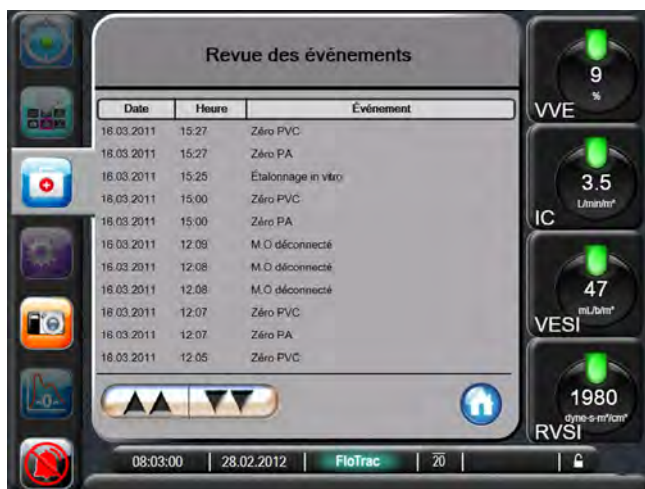 Revue des événements
Date Heure Événement
16.03.2011 15:27 Zéro PVC
16.03.2011 15:27 Zéro PA
16.03.2011 15:25 Étalonnage in vitro
16.03.2011 15:00 Zéro PVC
16.03.2011 15:00 Zéro PA
16.03.2011 12:09 M.O déconnecté
16.03.2011 12:08 M.O déconnecté
16.03.2011 12:08 M.O déconnecté
16.03.2011 12:07 Zéro PVC
16.03.2011 12:07 Zéro PA
16.03.2011 12:05 Zéro PVC
9
%
VVE
3.5
L/min/m²
IC
47
mL/b/m²
VESI
1980
dyne-s-m²/cm⁵
RVSI
-0-
08:03:00 28.02.2012 FloTrac 20